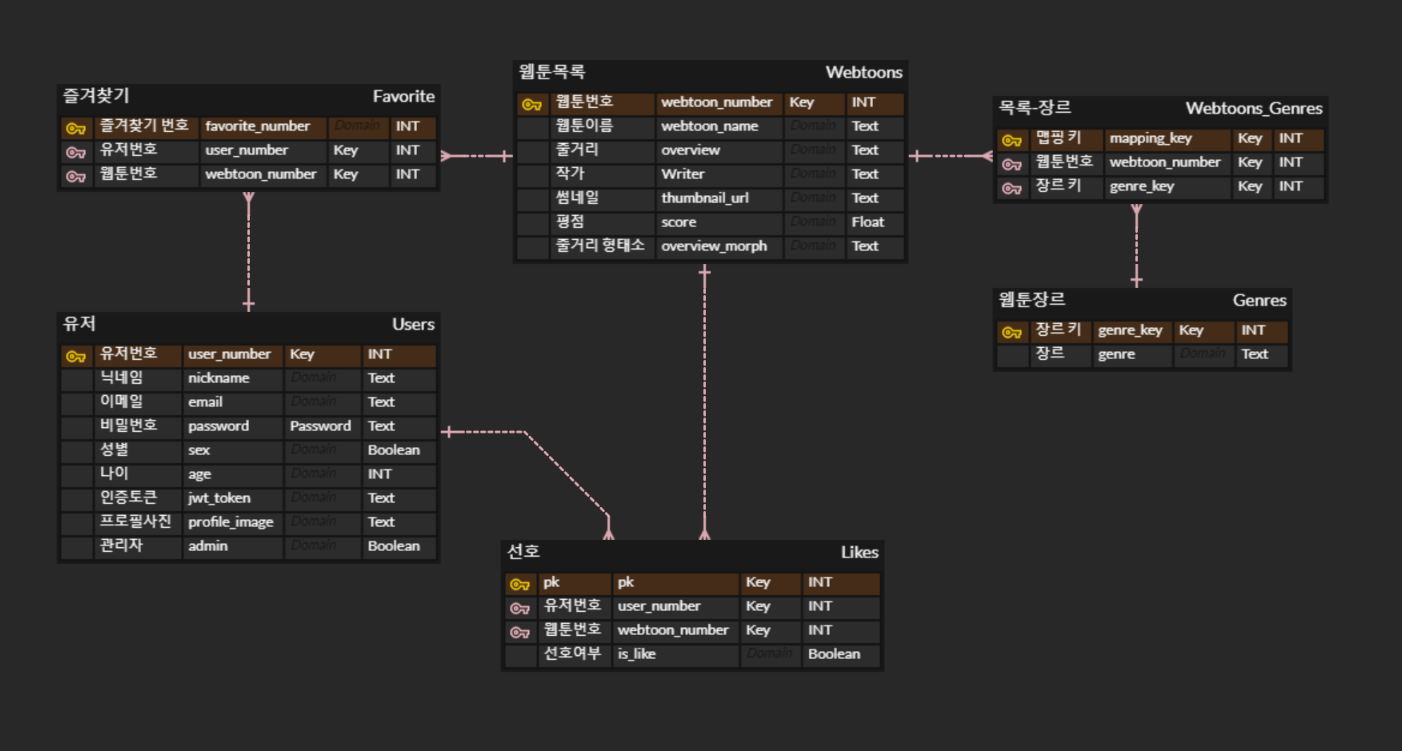 즐겨찾기 Favorite
즐겨찾기 번호 favorite_number Domain INT
유저번호 user_number Key INT
웹툰번호 webtoon_number Key INT
웹툰목록 Webtoons
웹툰번호 webtoon_number Key INT
웹툰이름 webtoon_name Domain Text
줄거리 overview Domain Text
작가 Writer Domain Text
썸네일 thumbnail_url Domain Text
평점 score Domain Float
줄거리 형태소 overview_morph Domain Text
목록-장르 Webtoons_Genres
맵핑 키 mapping_key Key INT
웹툰번호 webtoon_number Key INT
장르 키 genre_key Key INT
웹툰장르 Genres
장르 키 genre_key Key INT
장르 genre Domain Text
유저 Users
유저번호 user_number Key INT
닉네임 nickname Domain Text
이메일 email Domain Text
비밀번호 password Password Text
성별 sex Domain Boolean
나이 age Domain INT
인증토큰 jwt_token Domain Text
프로필사진 profile_image Domain Text
관리자 admin Domain Boolean
선호 Likes
pk pk Key INT
유저번호 user_number Key INT
웹툰번호 webtoon_number Key INT
선호여부 is_like Domain Boolean